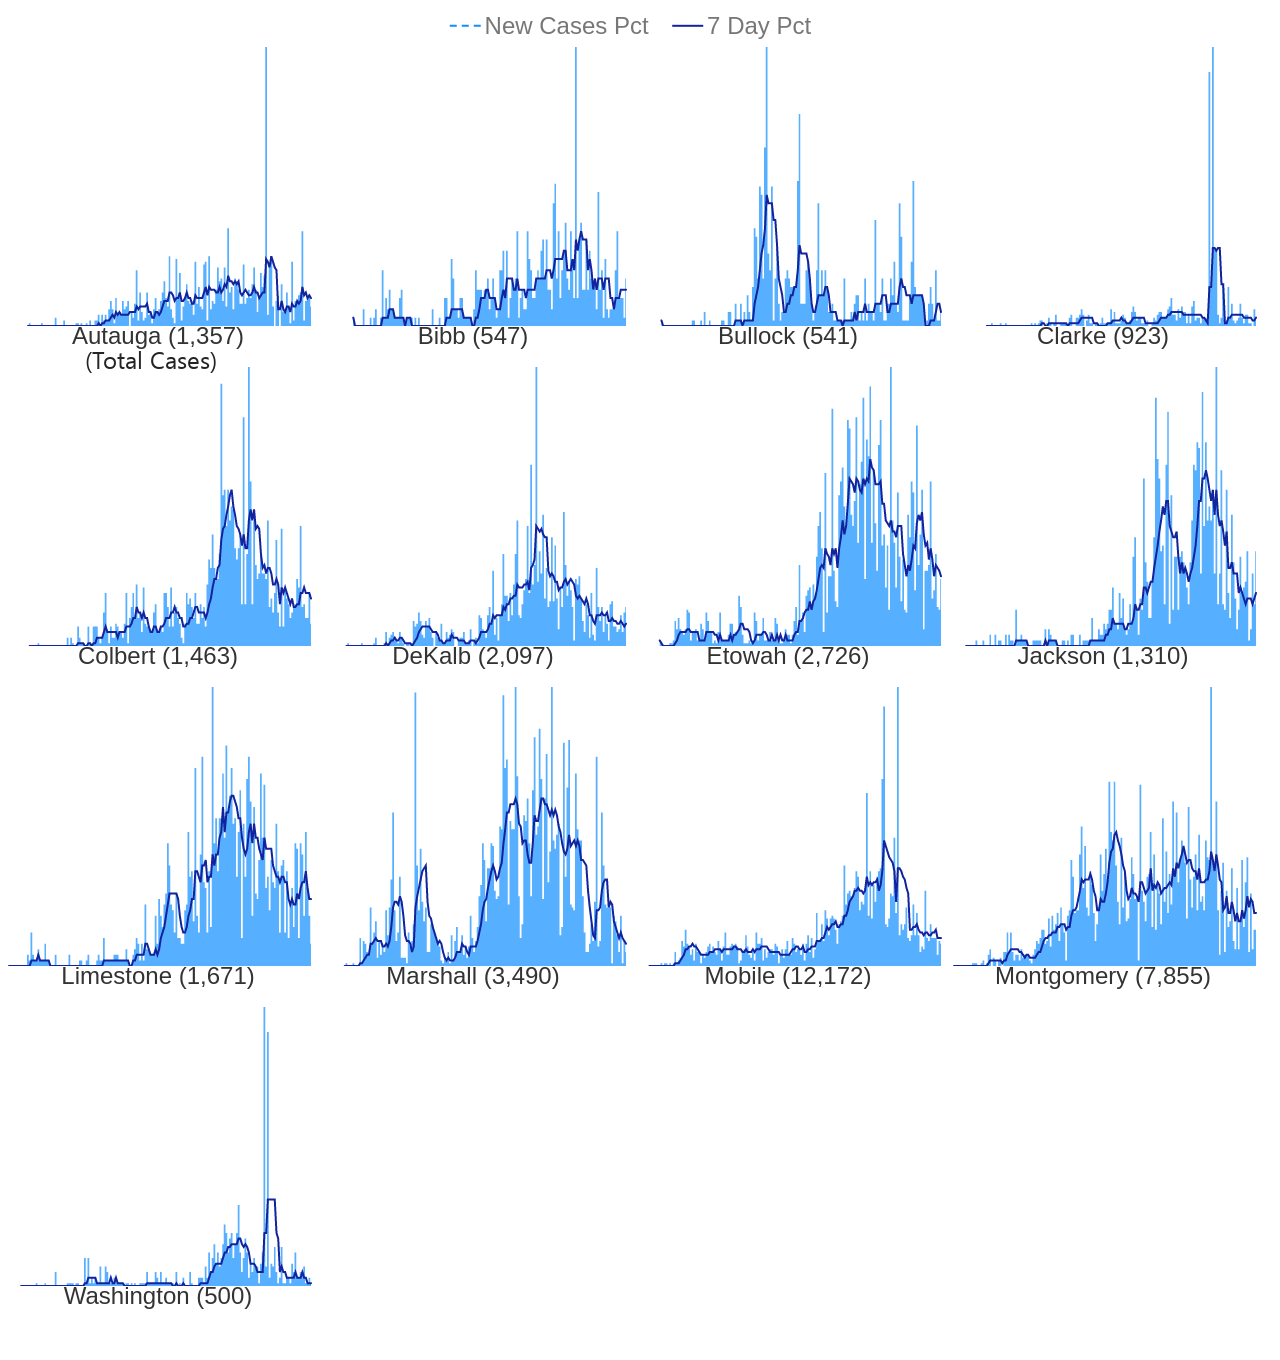 New Cases Pct 7 Day Pct
Autauga (1,357) Bibb (547) Bullock (541) Clarke (923)
(Total Cases)
Colbert (1,463) DeKalb (2,097) Etowah (2,726) Jackson (1,310)
Limestone (1,671) Marshall (3,490) Mobile (12,172) Montgomery (7,855)
Washington (500)